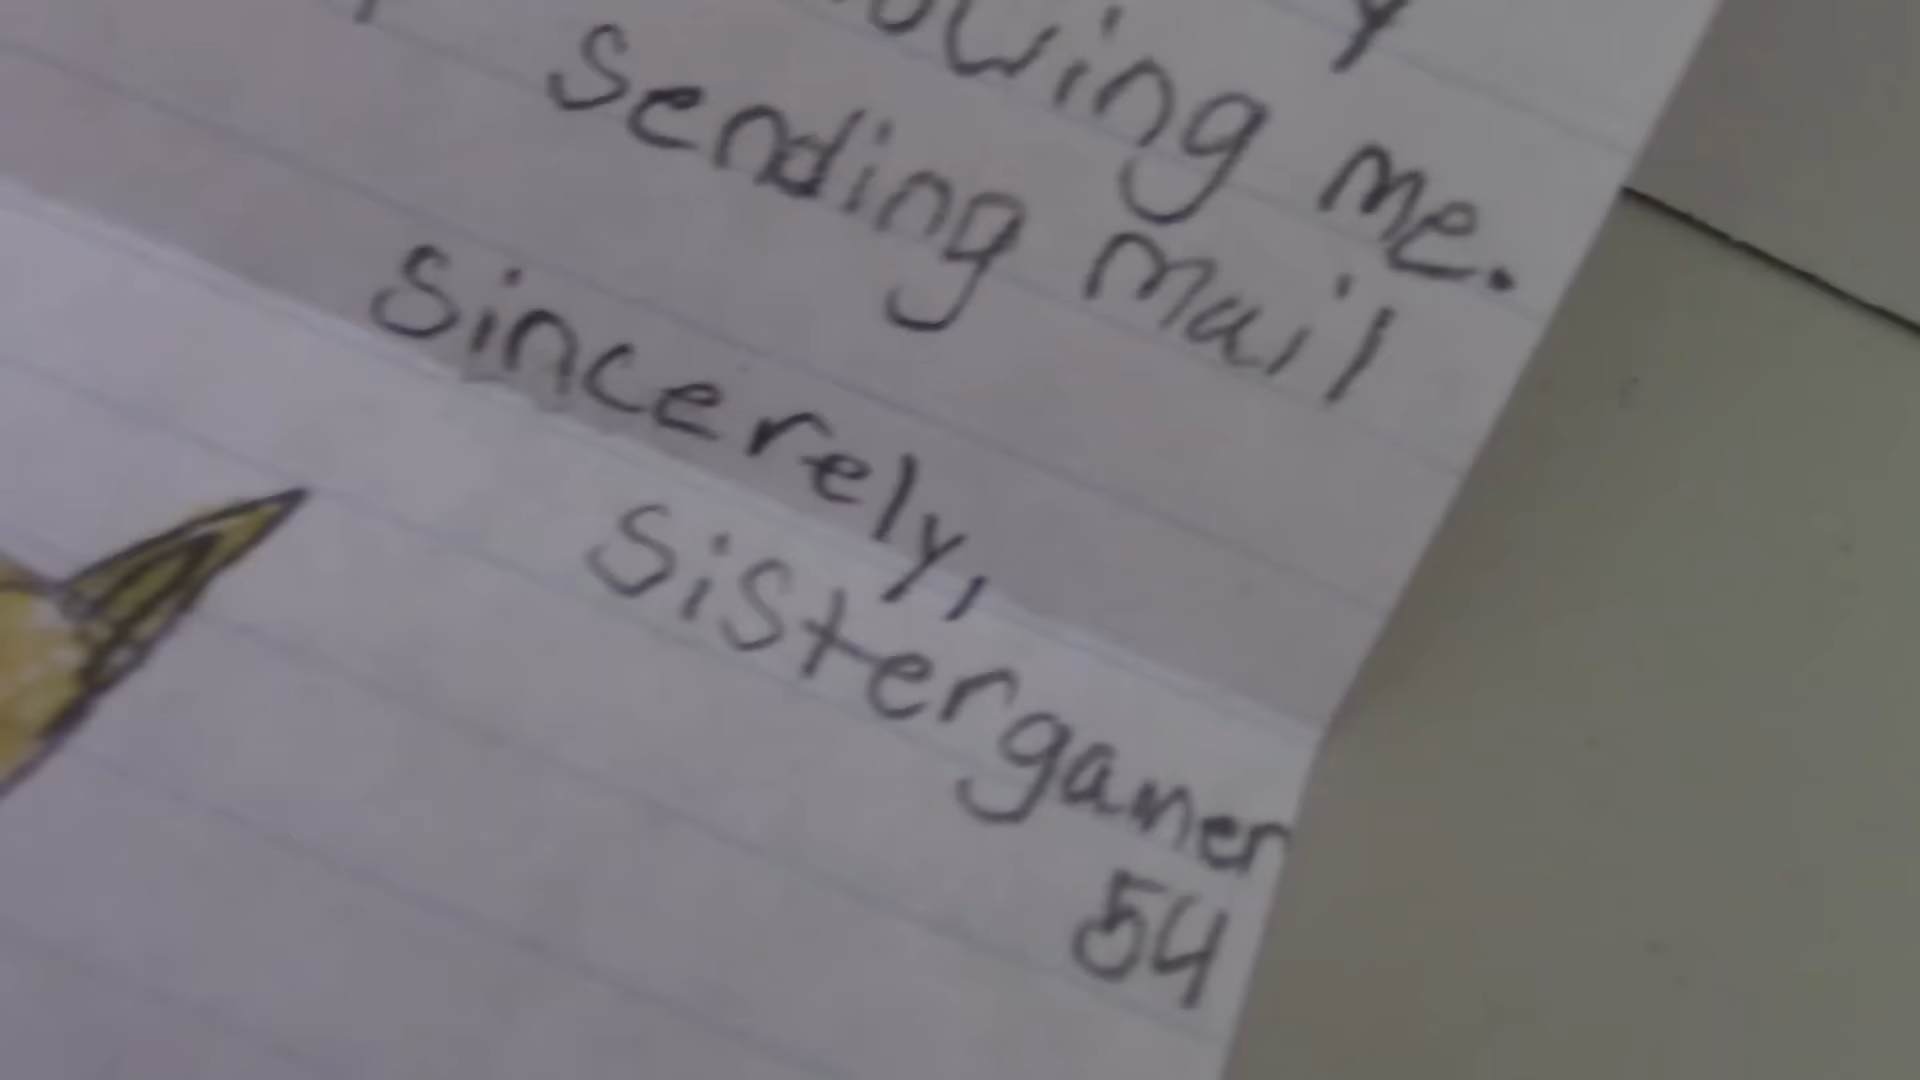 me.
sending mail
Sincerely,
Sistergamer
54